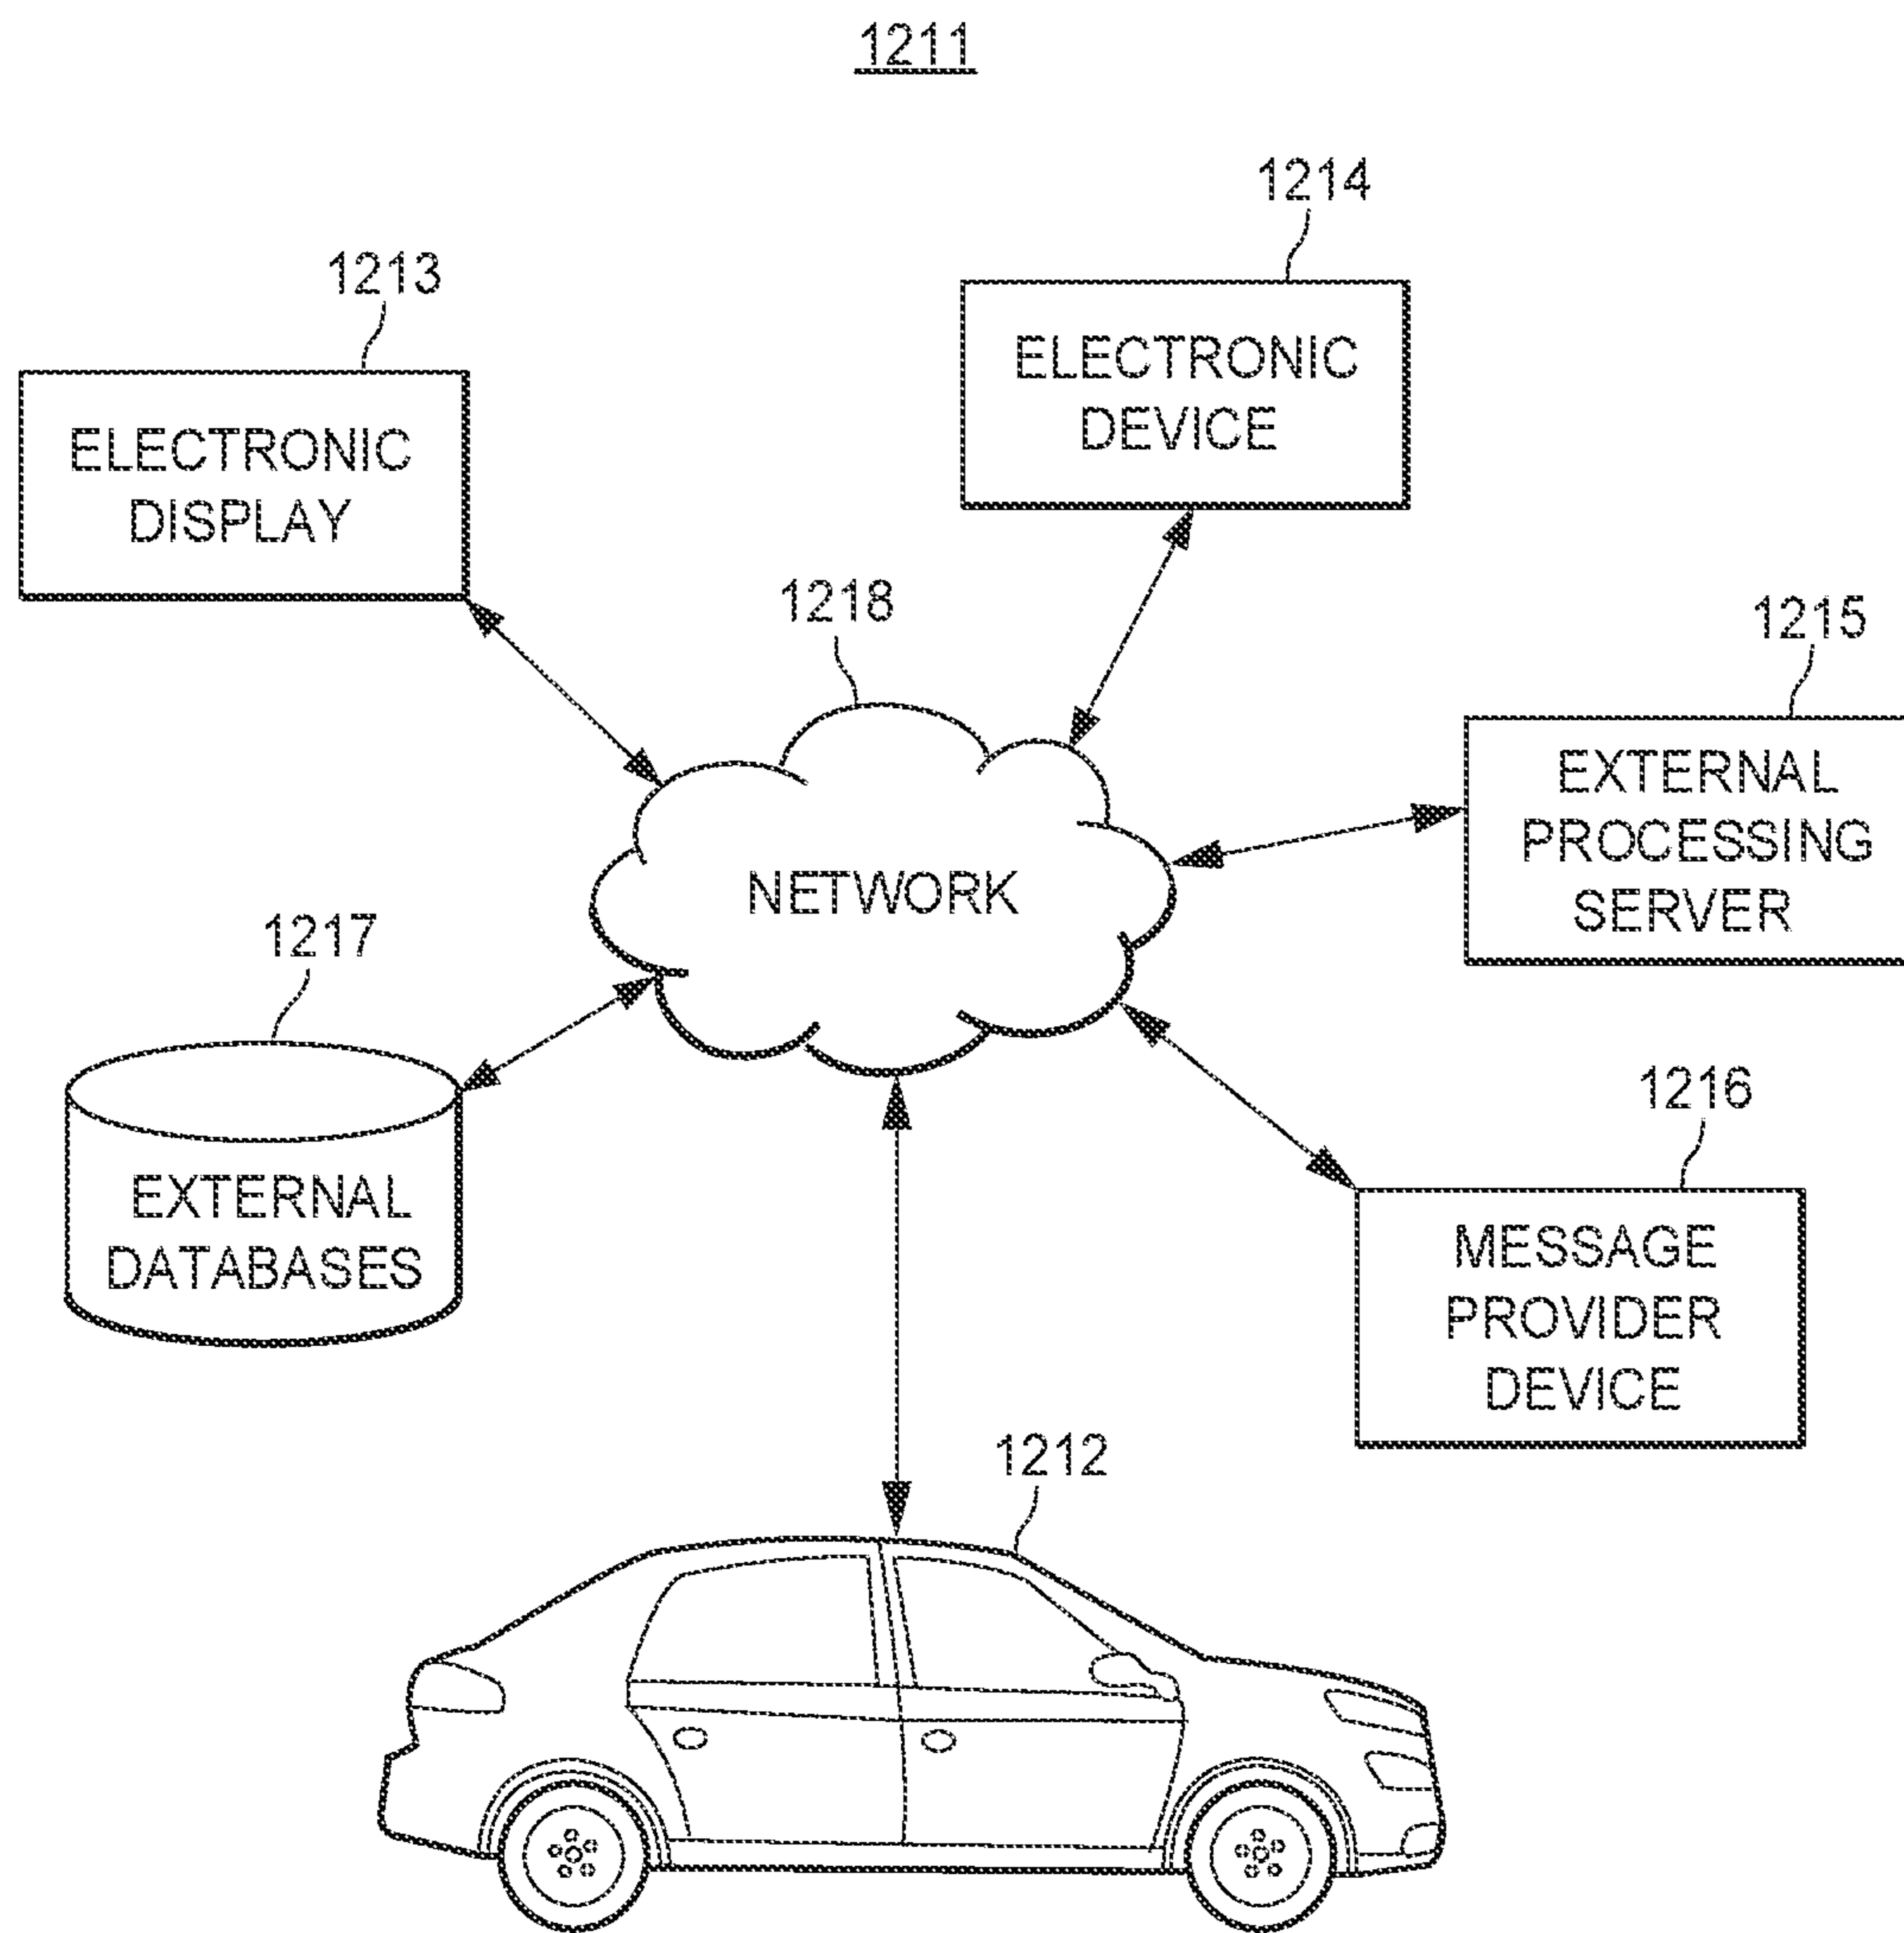 1211
1214
1213
ELECTRONIC
DEVICE
ELECTRONIC
DISPLAY
1218
1215
EXTERNAL
PROCESSING
SERVER
NETWORK
1217
1216
EXTERNAL
DATABASES
MESSAGE
PROVIDER
DEVICE
1212